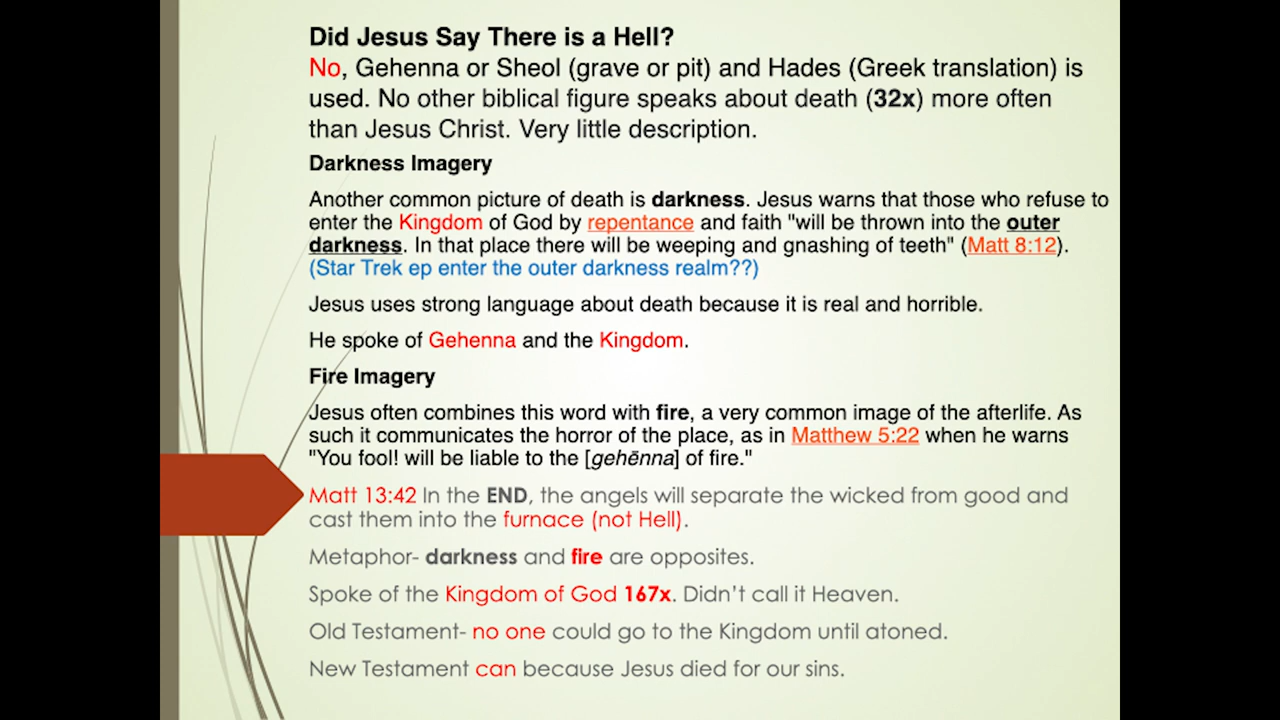 Did Jesus Say There is a Hell?
No, Gehenna or Sheol (grave or pit) and Hades (Greek translation) is
used. No other biblical figure speaks about death (32x) more often
than Jesus Christ. Very little description.
Darkness Imagery
Another common picture of death is darkness. Jesus warns that those who refuse to
enter the Kingdom of God by repentance and faith "will be thrown into the outer
darkness. In that place there will be weeping and gnashing of teeth" (Matt 8:12).
(Star Trek ep enter the outer darkness realm??)
Jesus uses strong language about death because it is real and horrible.
He spoke of Gehenna and the Kingdom.
Fire Imagery
Jesus often combines this word with fire, a very common image of the afterlife. As
such it communicates the horror of the place, as in Matthew 5:22 when he warns
"You fool! will be liable to the [gehēnna] of fire."
Matt 13:42 In the END, the angels will separate the wicked from good and
cast them into the furnace (not Hell).
Metaphor- darkness and fire are opposites.
Spoke of the Kingdom of God 167x. Didn’t call it Heaven.
Old Testament- no one could go to the Kingdom until atoned.
New Testament can because Jesus died for our sins.